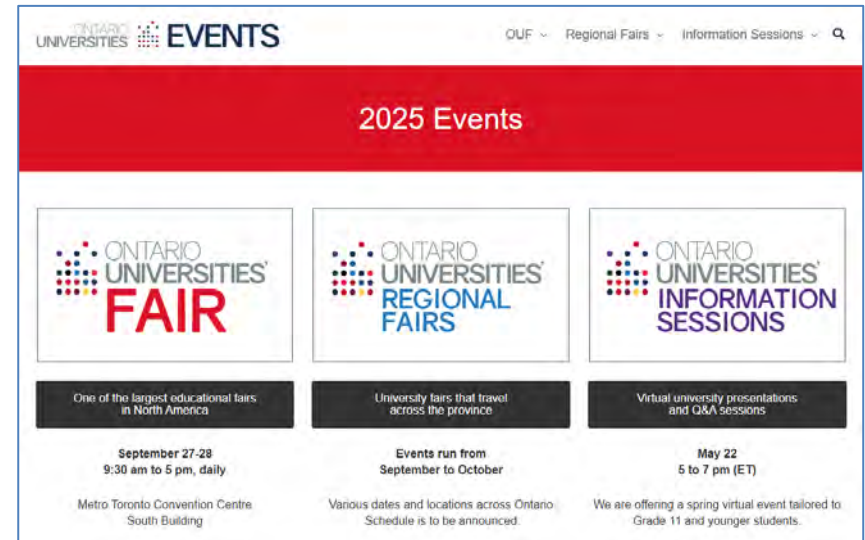 ONTARIO
UNIVERSITIES EVENTS
OUF Regional Fairs Information Sessions
2025 Events
ONTARIO
UNIVERSITIES'
FAIR
ONTARIO
UNIVERSITIES'
REGIONAL
FAIRS
ONTARIO
UNIVERSITIES'
INFORMATION
SESSIONS
One of the largest educational fairs
in North America
University fairs that travel
across the province
Virtual university presentations
and Q&A sessions
September 27-28
9:30 am to 5 pm, daily
Events run from
September to October
May 22
5 to 7 pm (ET)
Metro Toronto Convention Centre
South Building
Various dates and locations across Ontario
Schedule is to be announced.
We are offering a spring virtual event tailored to
Grade 11 and younger students.